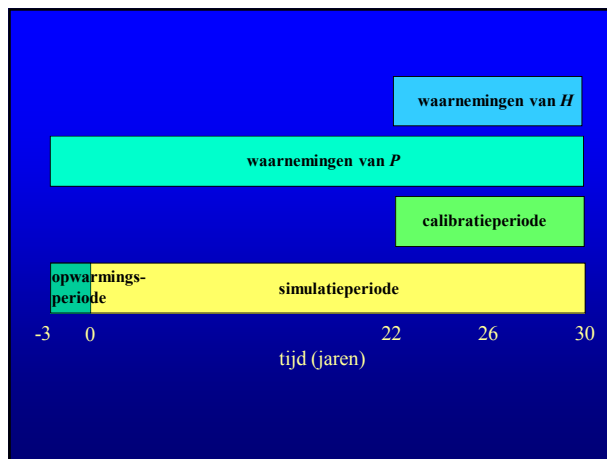 waarnemingen van H
waarnemingen van P
calibratieperiode
opwarmings-
periode
simulatieperiode
-3 0 22 26 30
tijd (jaren)